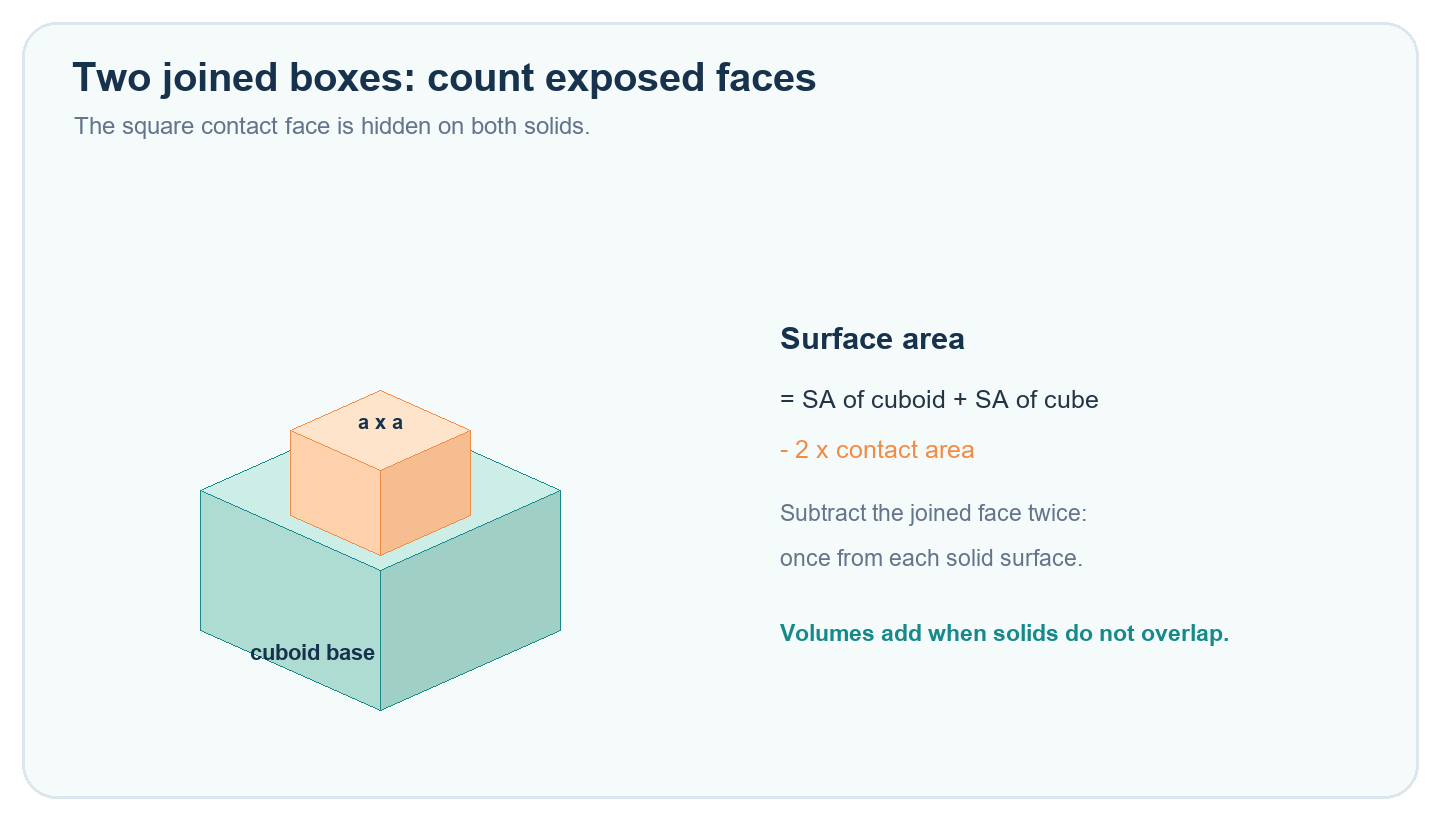 Two joined boxes: count exposed faces
The square contact face is hidden on both solids.
Surface area
= SA of cuboid + SA of cube
- 2 x contact area
Subtract the joined face twice:
once from each solid surface.
Volumes add when solids do not overlap.
a x a
cuboid base